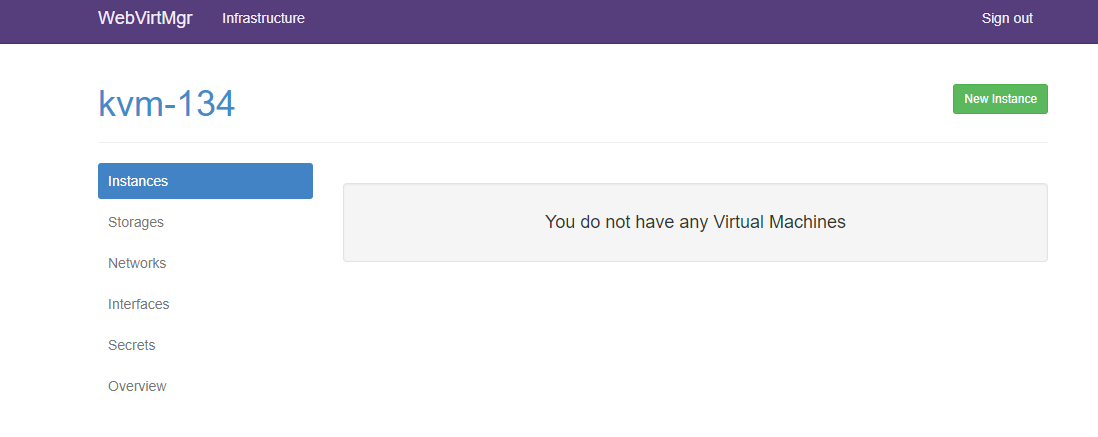 WebVirtMgr Infrastructure Sign out
kvm-134
New Instance
Instances
Storages
Networks
Interfaces
Secrets
Overview
You do not have any Virtual Machines